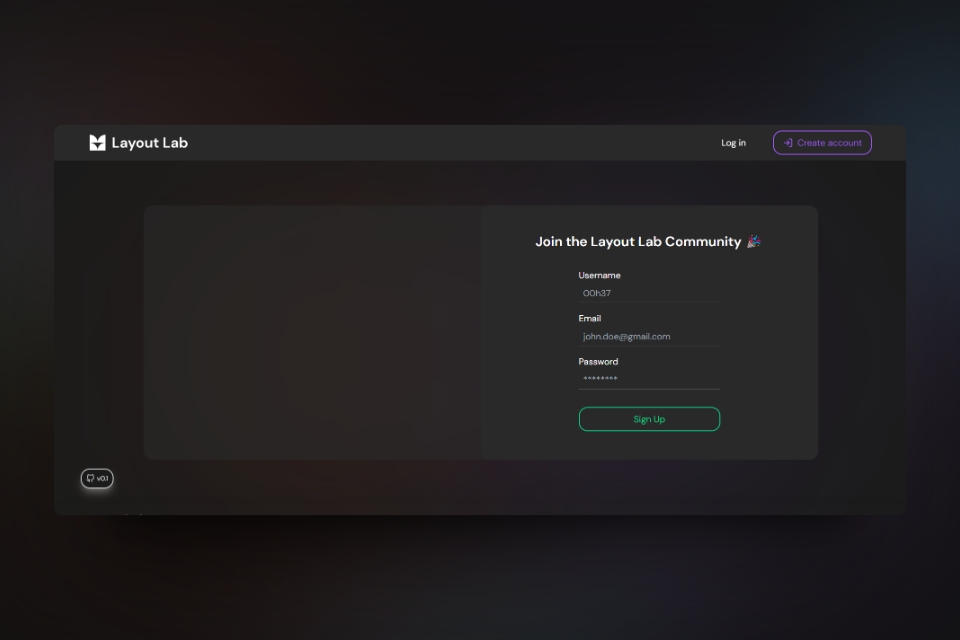 Layout Lab
Log in
Create account
Join the Layout Lab Community 🎉
Username
00h37
Email
john.doe@gmail.com
Password
********
Sign Up
v0.1